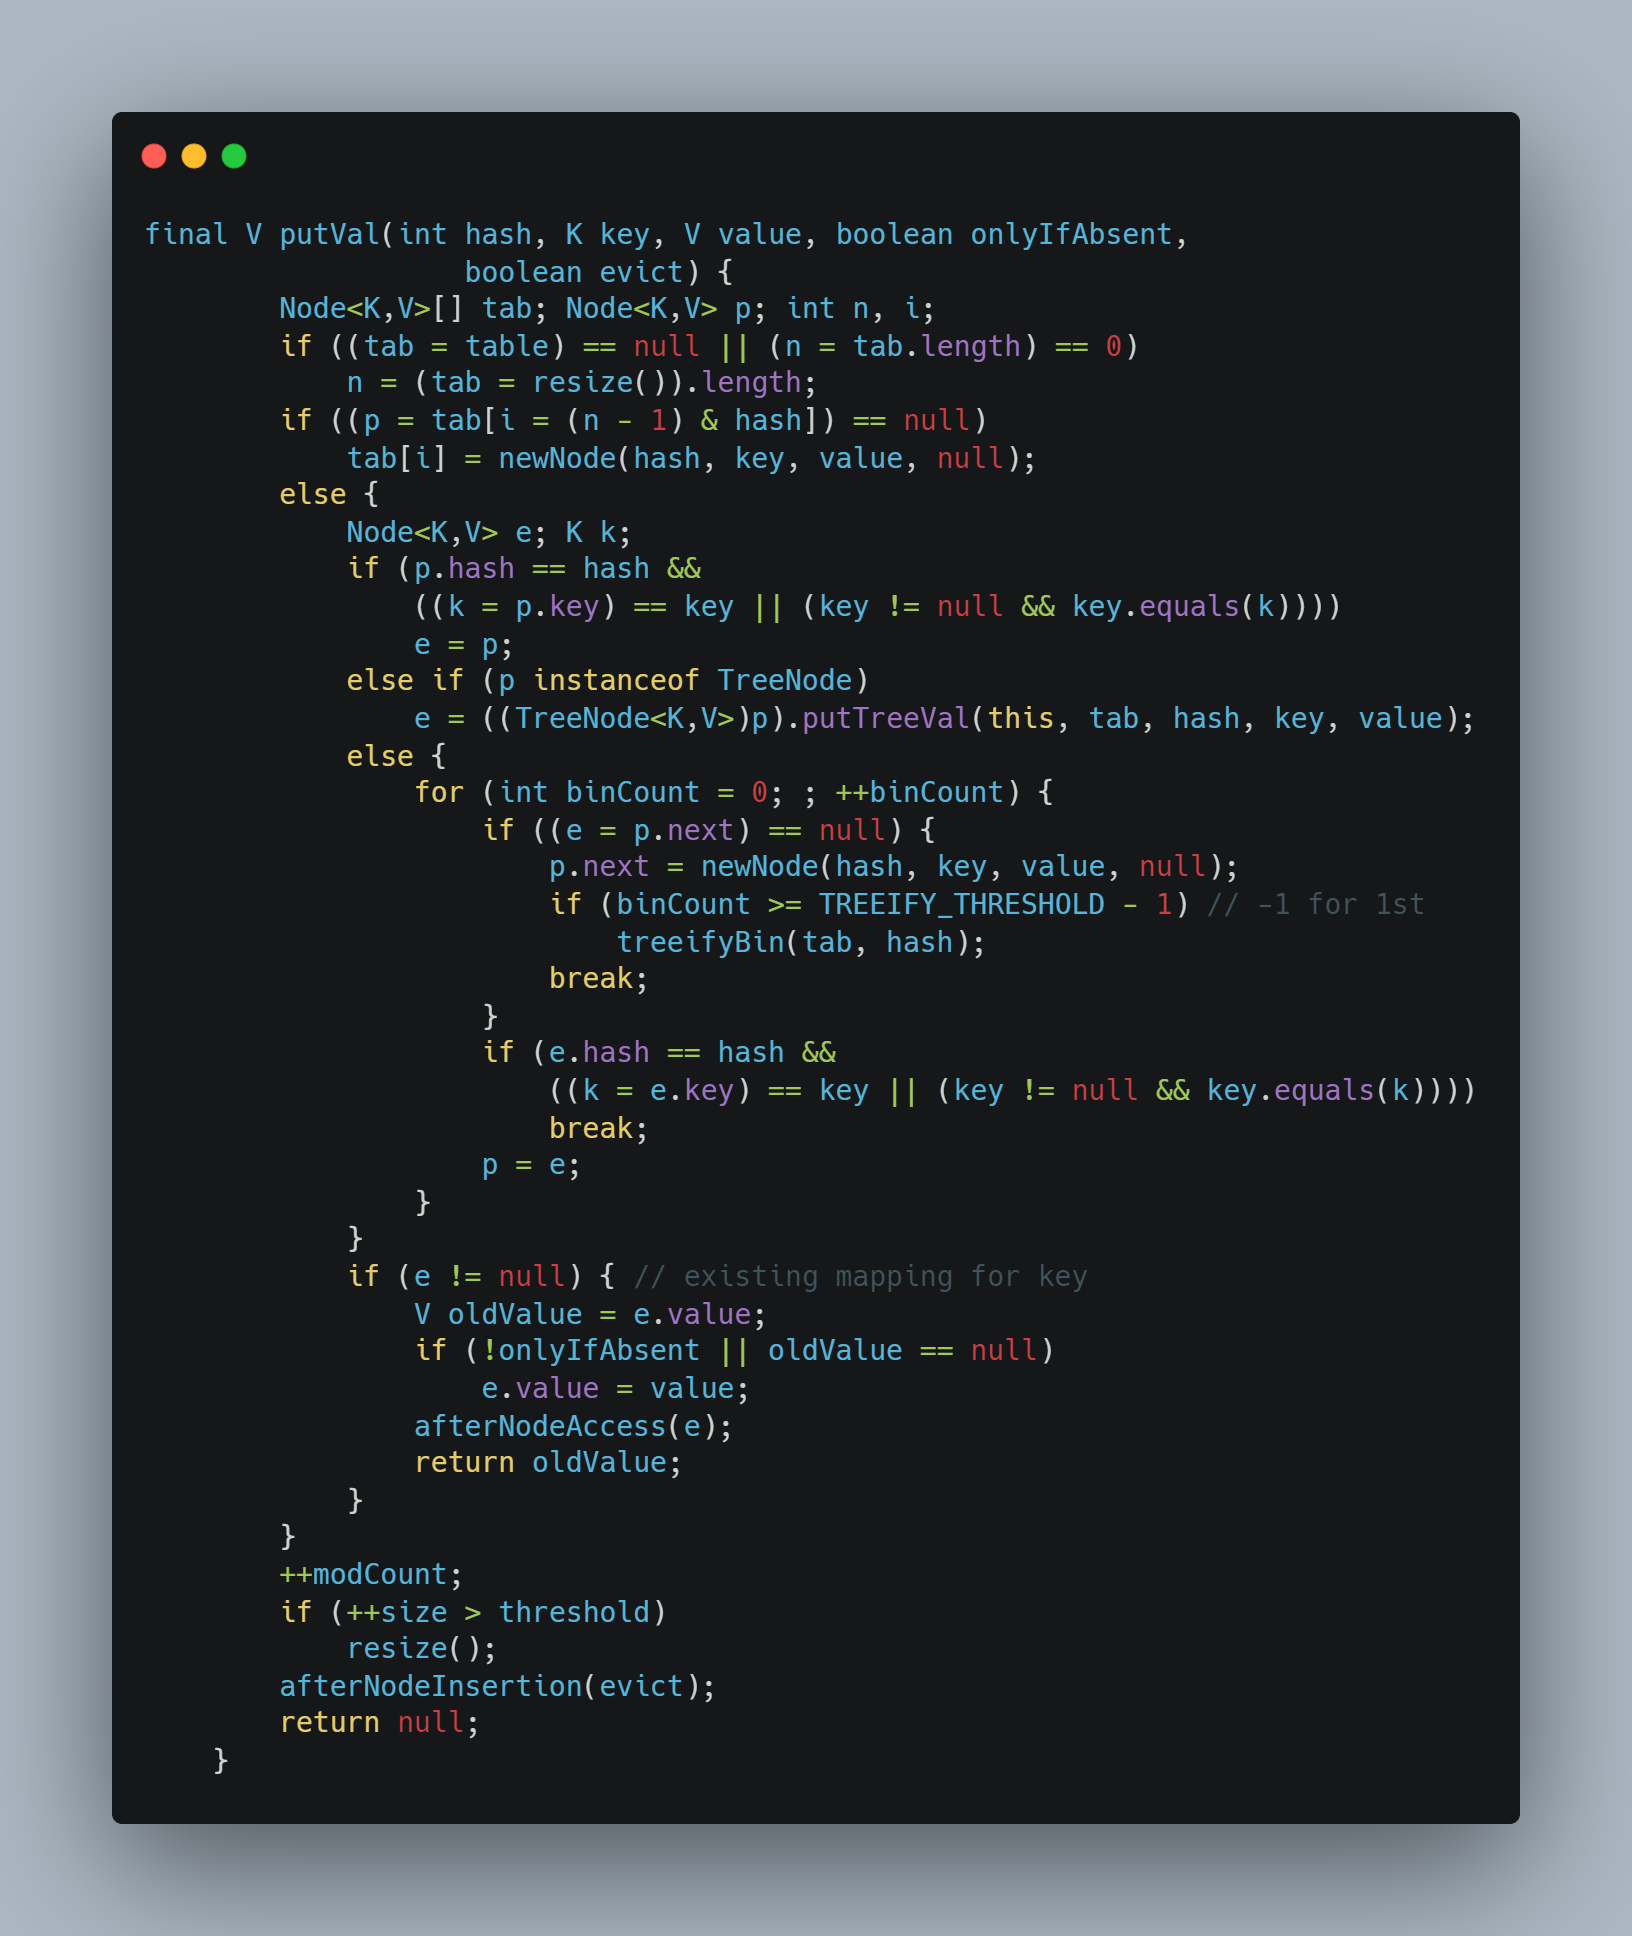 final V putVal(int hash, K key, V value, boolean onlyIfAbsent,
                   boolean evict) {
        Node<K,V>[] tab; Node<K,V> p; int n, i;
        if ((tab = table) == null || (n = tab.length) == 0)
            n = (tab = resize()).length;
        if ((p = tab[i = (n - 1) & hash]) == null)
            tab[i] = newNode(hash, key, value, null);
        else {
            Node<K,V> e; K k;
            if (p.hash == hash &&
                ((k = p.key) == key || (key != null && key.equals(k))))
                e = p;
            else if (p instanceof TreeNode)
                e = ((TreeNode<K,V>)p).putTreeVal(this, tab, hash, key, value);
            else {
                for (int binCount = 0; ; ++binCount) {
                    if ((e = p.next) == null) {
                        p.next = newNode(hash, key, value, null);
                        if (binCount >= TREEIFY_THRESHOLD - 1) // -1 for 1st
                            treeifyBin(tab, hash);
                        break;
                    }
                    if (e.hash == hash &&
                        ((k = e.key) == key || (key != null && key.equals(k))))
                        break;
                    p = e;
                }
            }
            if (e != null) { // existing mapping for key
                V oldValue = e.value;
                if (!onlyIfAbsent || oldValue == null)
                    e.value = value;
                afterNodeAccess(e);
                return oldValue;
            }
        }
        ++modCount;
        if (++size > threshold)
            resize();
        afterNodeInsertion(evict);
        return null;
    }